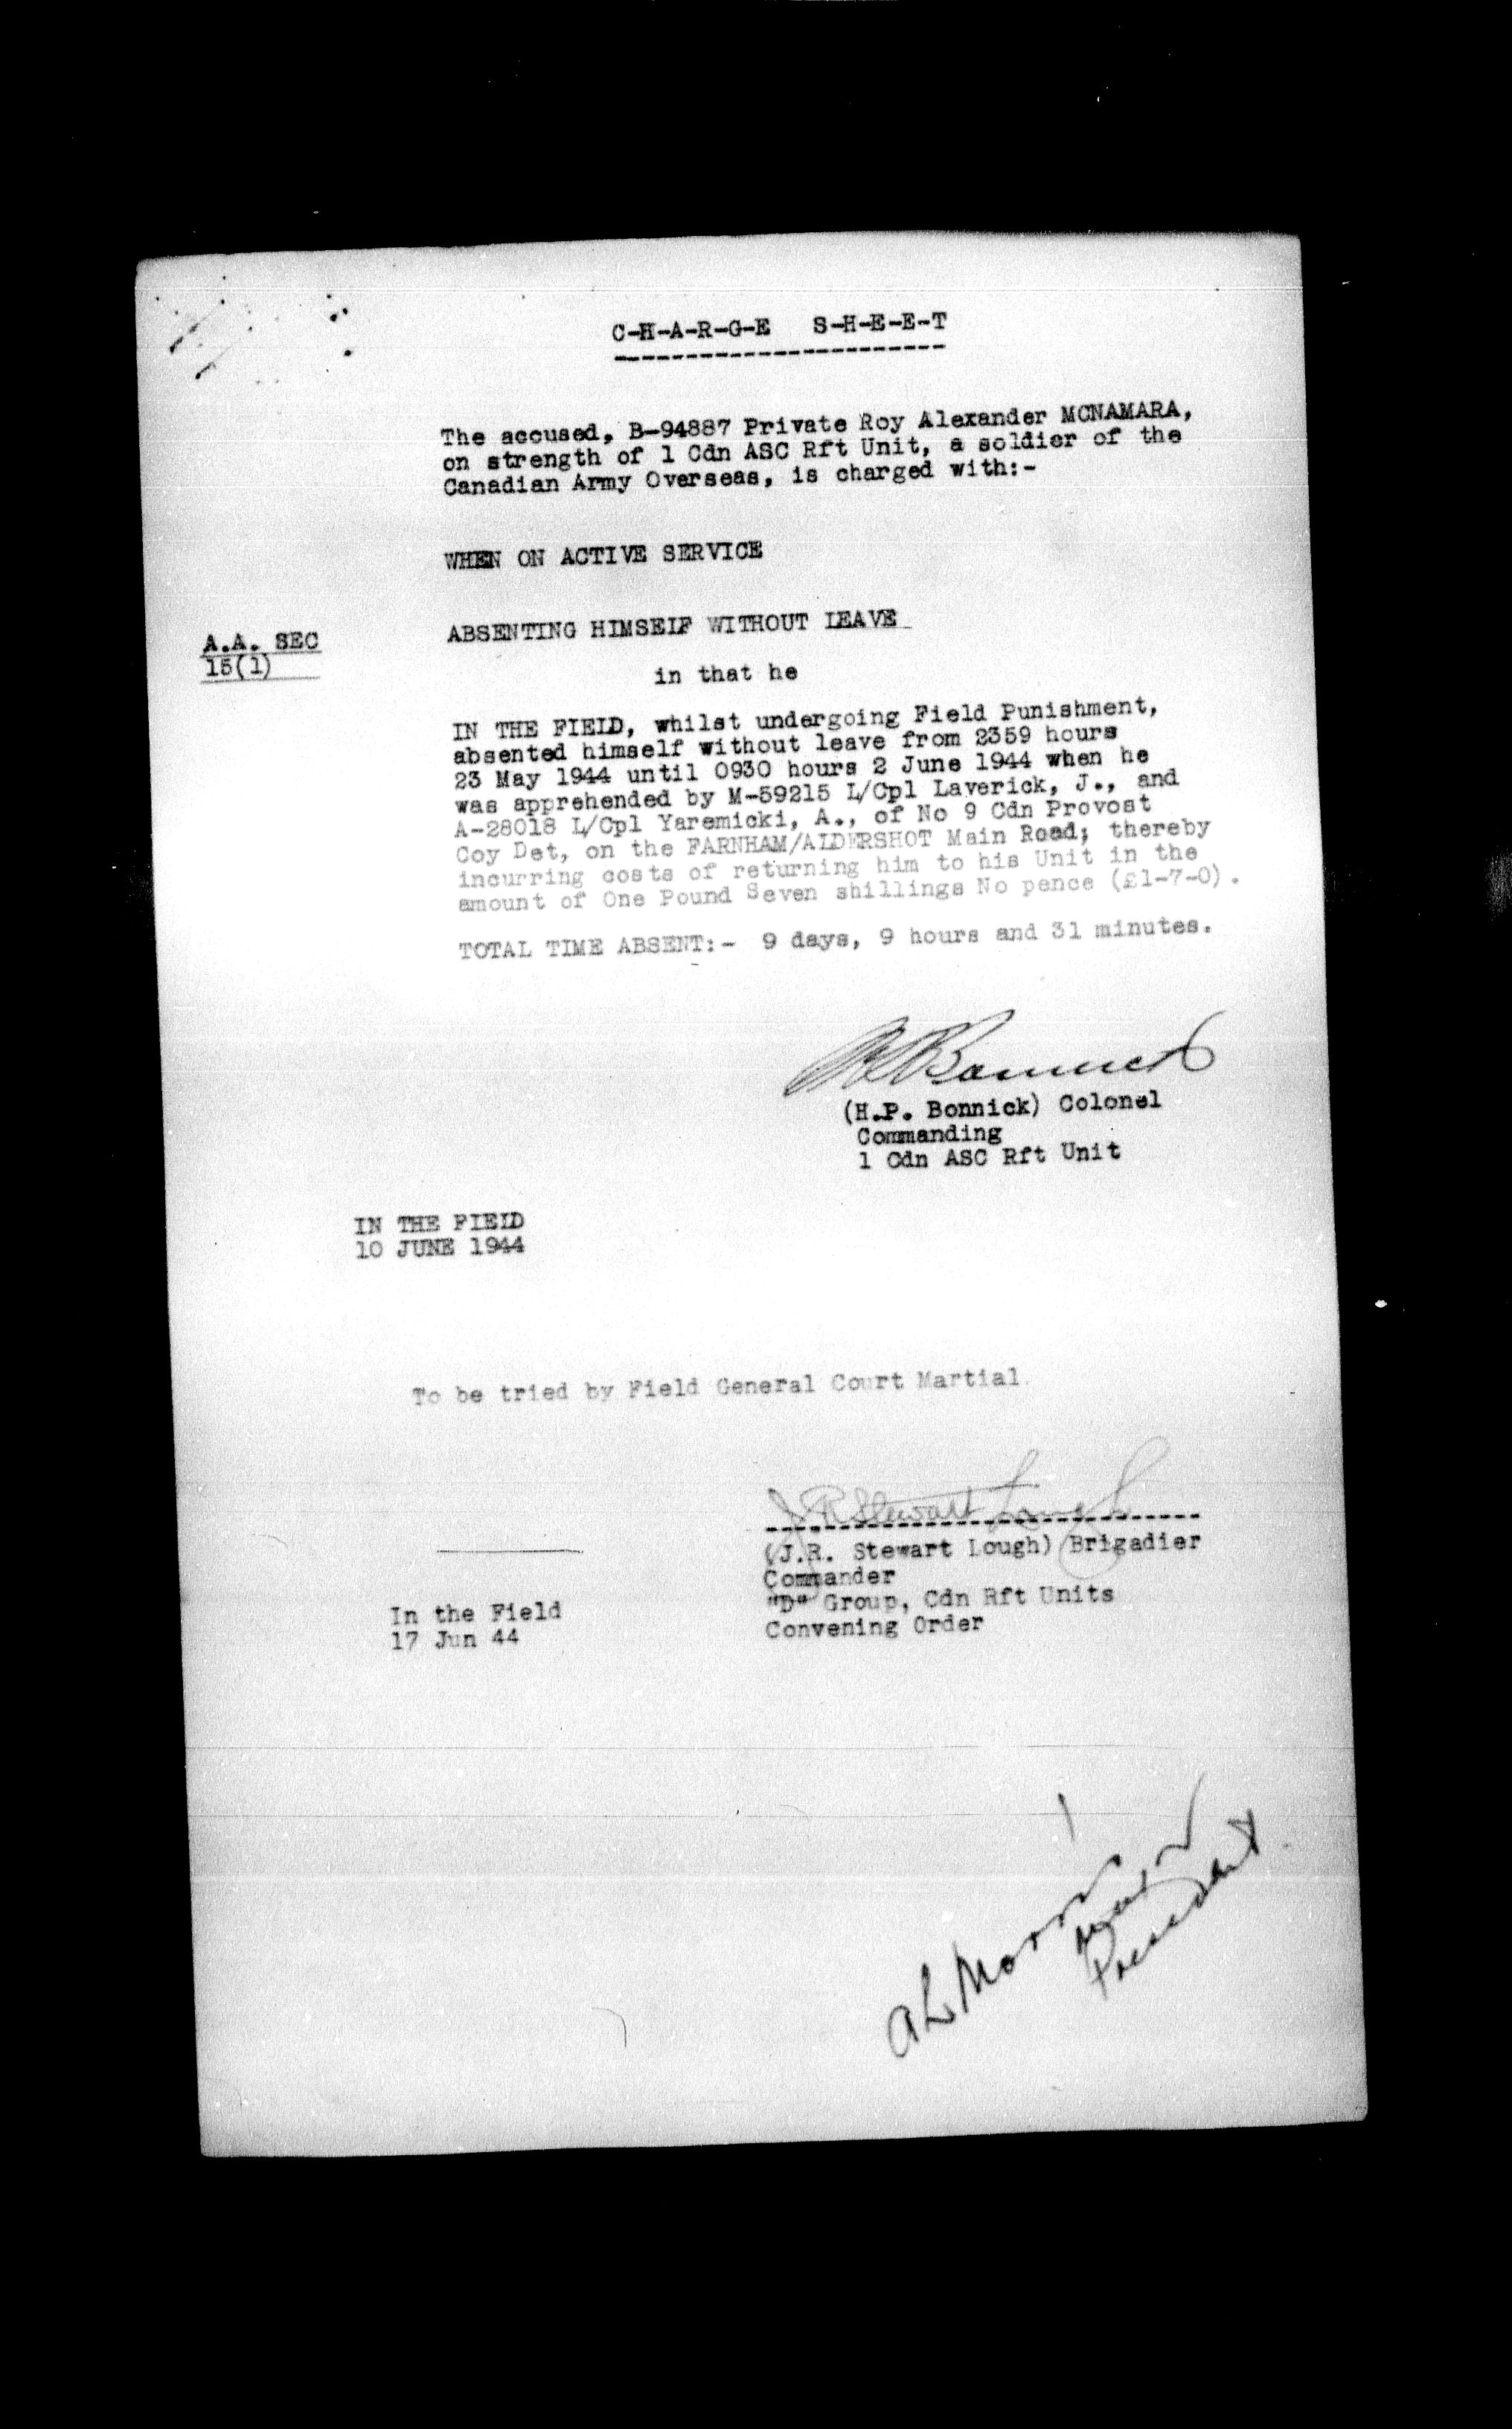 C-H-A-R-G-E S-H-E-E-T
The accused, B-94887 Private Roy Alexander MCNAMARA,
on strength of 1 Cdn ASC Rft Unit, a soldier of the
Canadian Army Overseas, is charged with:-
WHEN ON ACTIVE SERVICE
A.A. SEC
15(1)
ABSENTING HIMSELF WITHOUT LEAVE
in that he
IN THE FIELD, whilst undergoing Field Punishment,
absented himself without leave from 2359 hours
23 May 1944 until 0930 hours 2 June 1944 when he
was apprehended by M-59215 L/Cpl Laverick, J., and
A-28018 L/Cpl Yaremicki, A., of No 9 Cdn Provost
Coy Det, on the FARNHAM/ALDERSHOT Main Road; thereby
incurring costs of returning him to his Unit in the
amount of One Pound Seven shillings No pence (£1-7-0).
TOTAL TIME ABSENT:- 9 days, 9 hours and 31 minutes.
(H.P. Bonnick) Colonel
Commanding
1 Cdn ASC Rft Unit
IN THE FIELD
10 JUNE 1944
To be tried by Field General Court Martial.
J R Stewart Lough
(J.R. Stewart Lough) Brigadier
Commander
"D" Group, Cdn Rft Units
Convening Order
In the Field
17 Jun 44
President